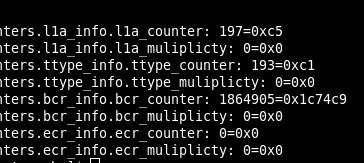 nters.l1a_info.l1a_counter: 197=0xc5
nters.l1a_info.l1a_muliplicty: 0=0x0
nters.ttype_info.ttype_counter: 193=0xc1
nters.ttype_info.ttype_muliplicty: 0=0x0
nters.bcr_info.bcr_counter: 1864905=0x1c74c9
nters.bcr_info.bcr_muliplicty: 0=0x0
nters.ecr_info.ecr_counter: 0=0x0
nters.ecr_info.ecr_muliplicty: 0=0x0